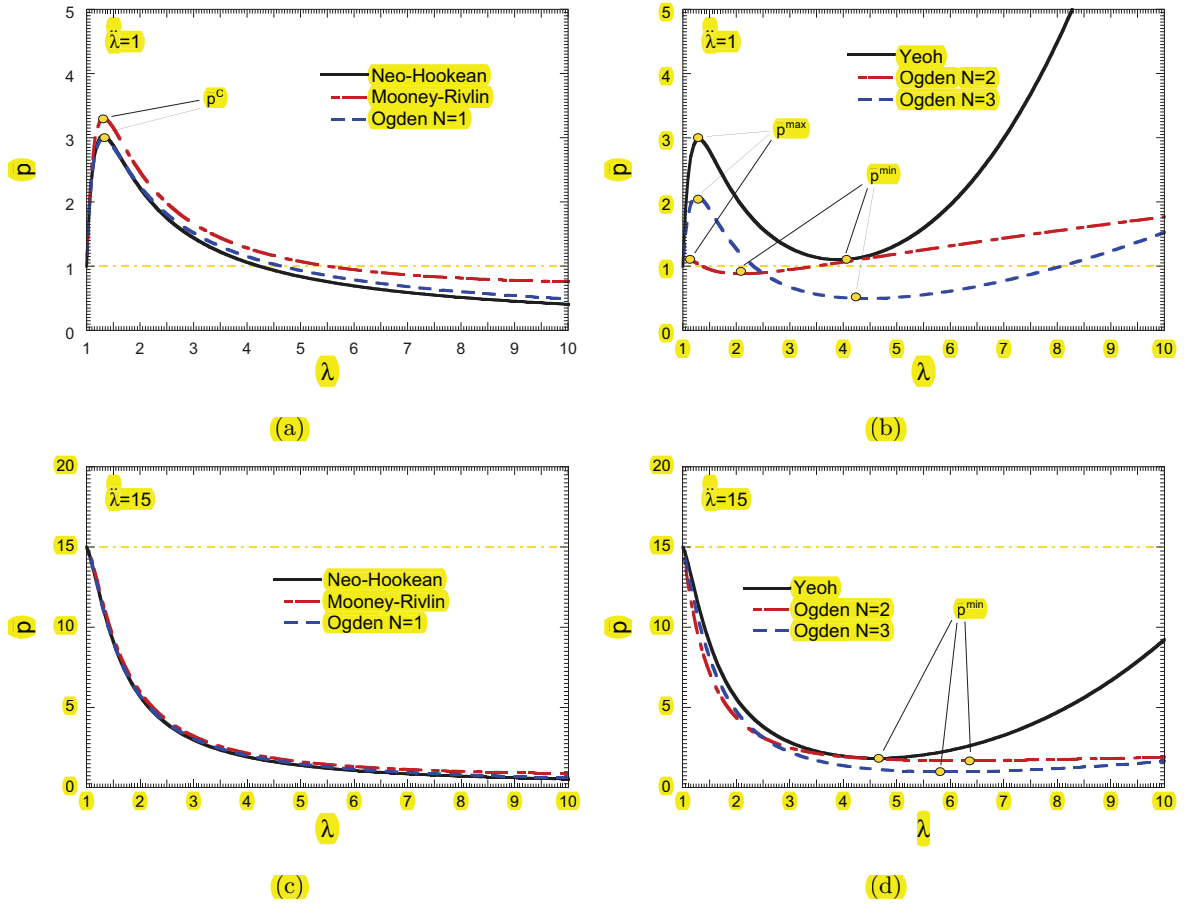 5
4
3
2
1
0
p̄
λ̈=1
p̄ᶜ
Neo-Hookean
Mooney-Rivlin
Ogden N=1
1 2 3 4 5 6 7 8 9 10
λ
(a)
5
4
3
2
1
0
p̄
λ̈=1
Yeoh
Ogden N=2
Ogden N=3
p̄ᵐᵃˣ
p̄ᵐⁱⁿ
1 2 3 4 5 6 7 8 9 10
λ
(b)
20
15
10
5
0
p̄
λ̈=15
Neo-Hookean
Mooney-Rivlin
Ogden N=1
1 2 3 4 5 6 7 8 9 10
λ
(c)
20
15
10
5
0
p̄
λ̈=15
Yeoh
Ogden N=2
Ogden N=3
p̄ᵐⁱⁿ
1 2 3 4 5 6 7 8 9 10
λ
(d)